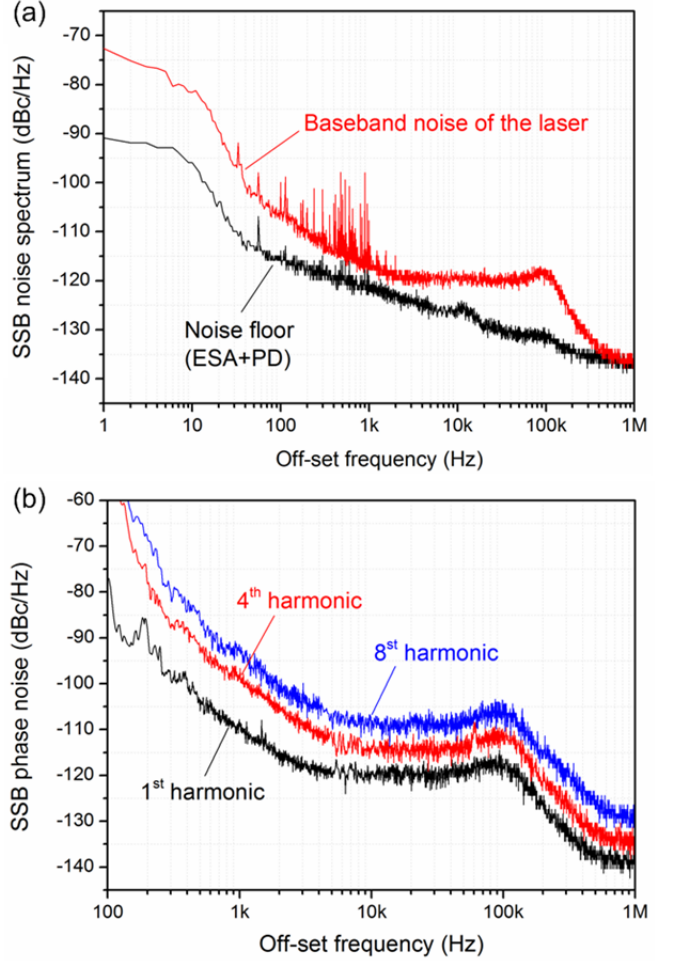 (a)
SSB noise spectrum (dBc/Hz)
-70
-80
-90
-100
-110
-120
-130
-140
Baseband noise of the laser
Noise floor
(ESA+PD)
1 10 100 1k 10k 100k 1M
Off-set frequency (Hz)
(b)
SSB phase noise (dBc/Hz)
-60
-70
-80
-90
-100
-110
-120
-130
-140
4th harmonic
8st harmonic
1st harmonic
100 1k 10k 100k 1M
Off-set frequency (Hz)